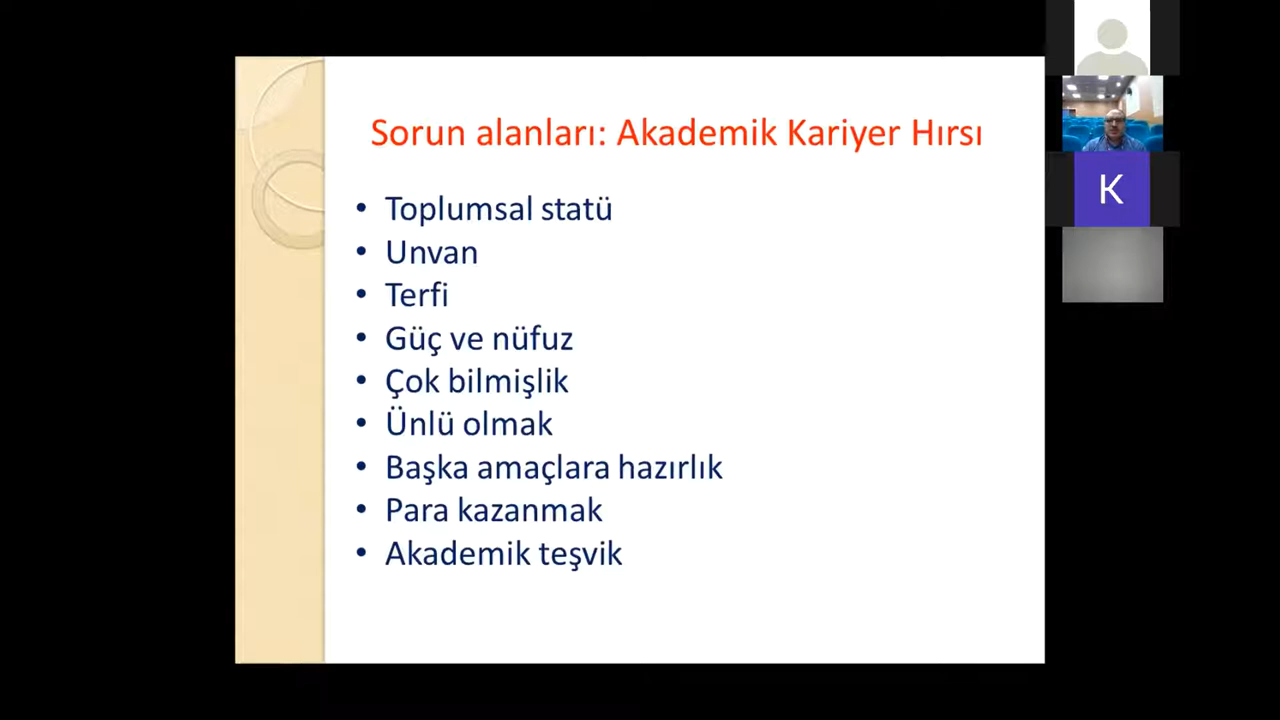 Sorun alanları: Akademik Kariyer Hırsı
• Toplumsal statü
• Unvan
• Terfi
• Güç ve nüfuz
• Çok bilmişlik
• Ünlü olmak
• Başka amaçlara hazırlık
• Para kazanmak
• Akademik teşvik
K